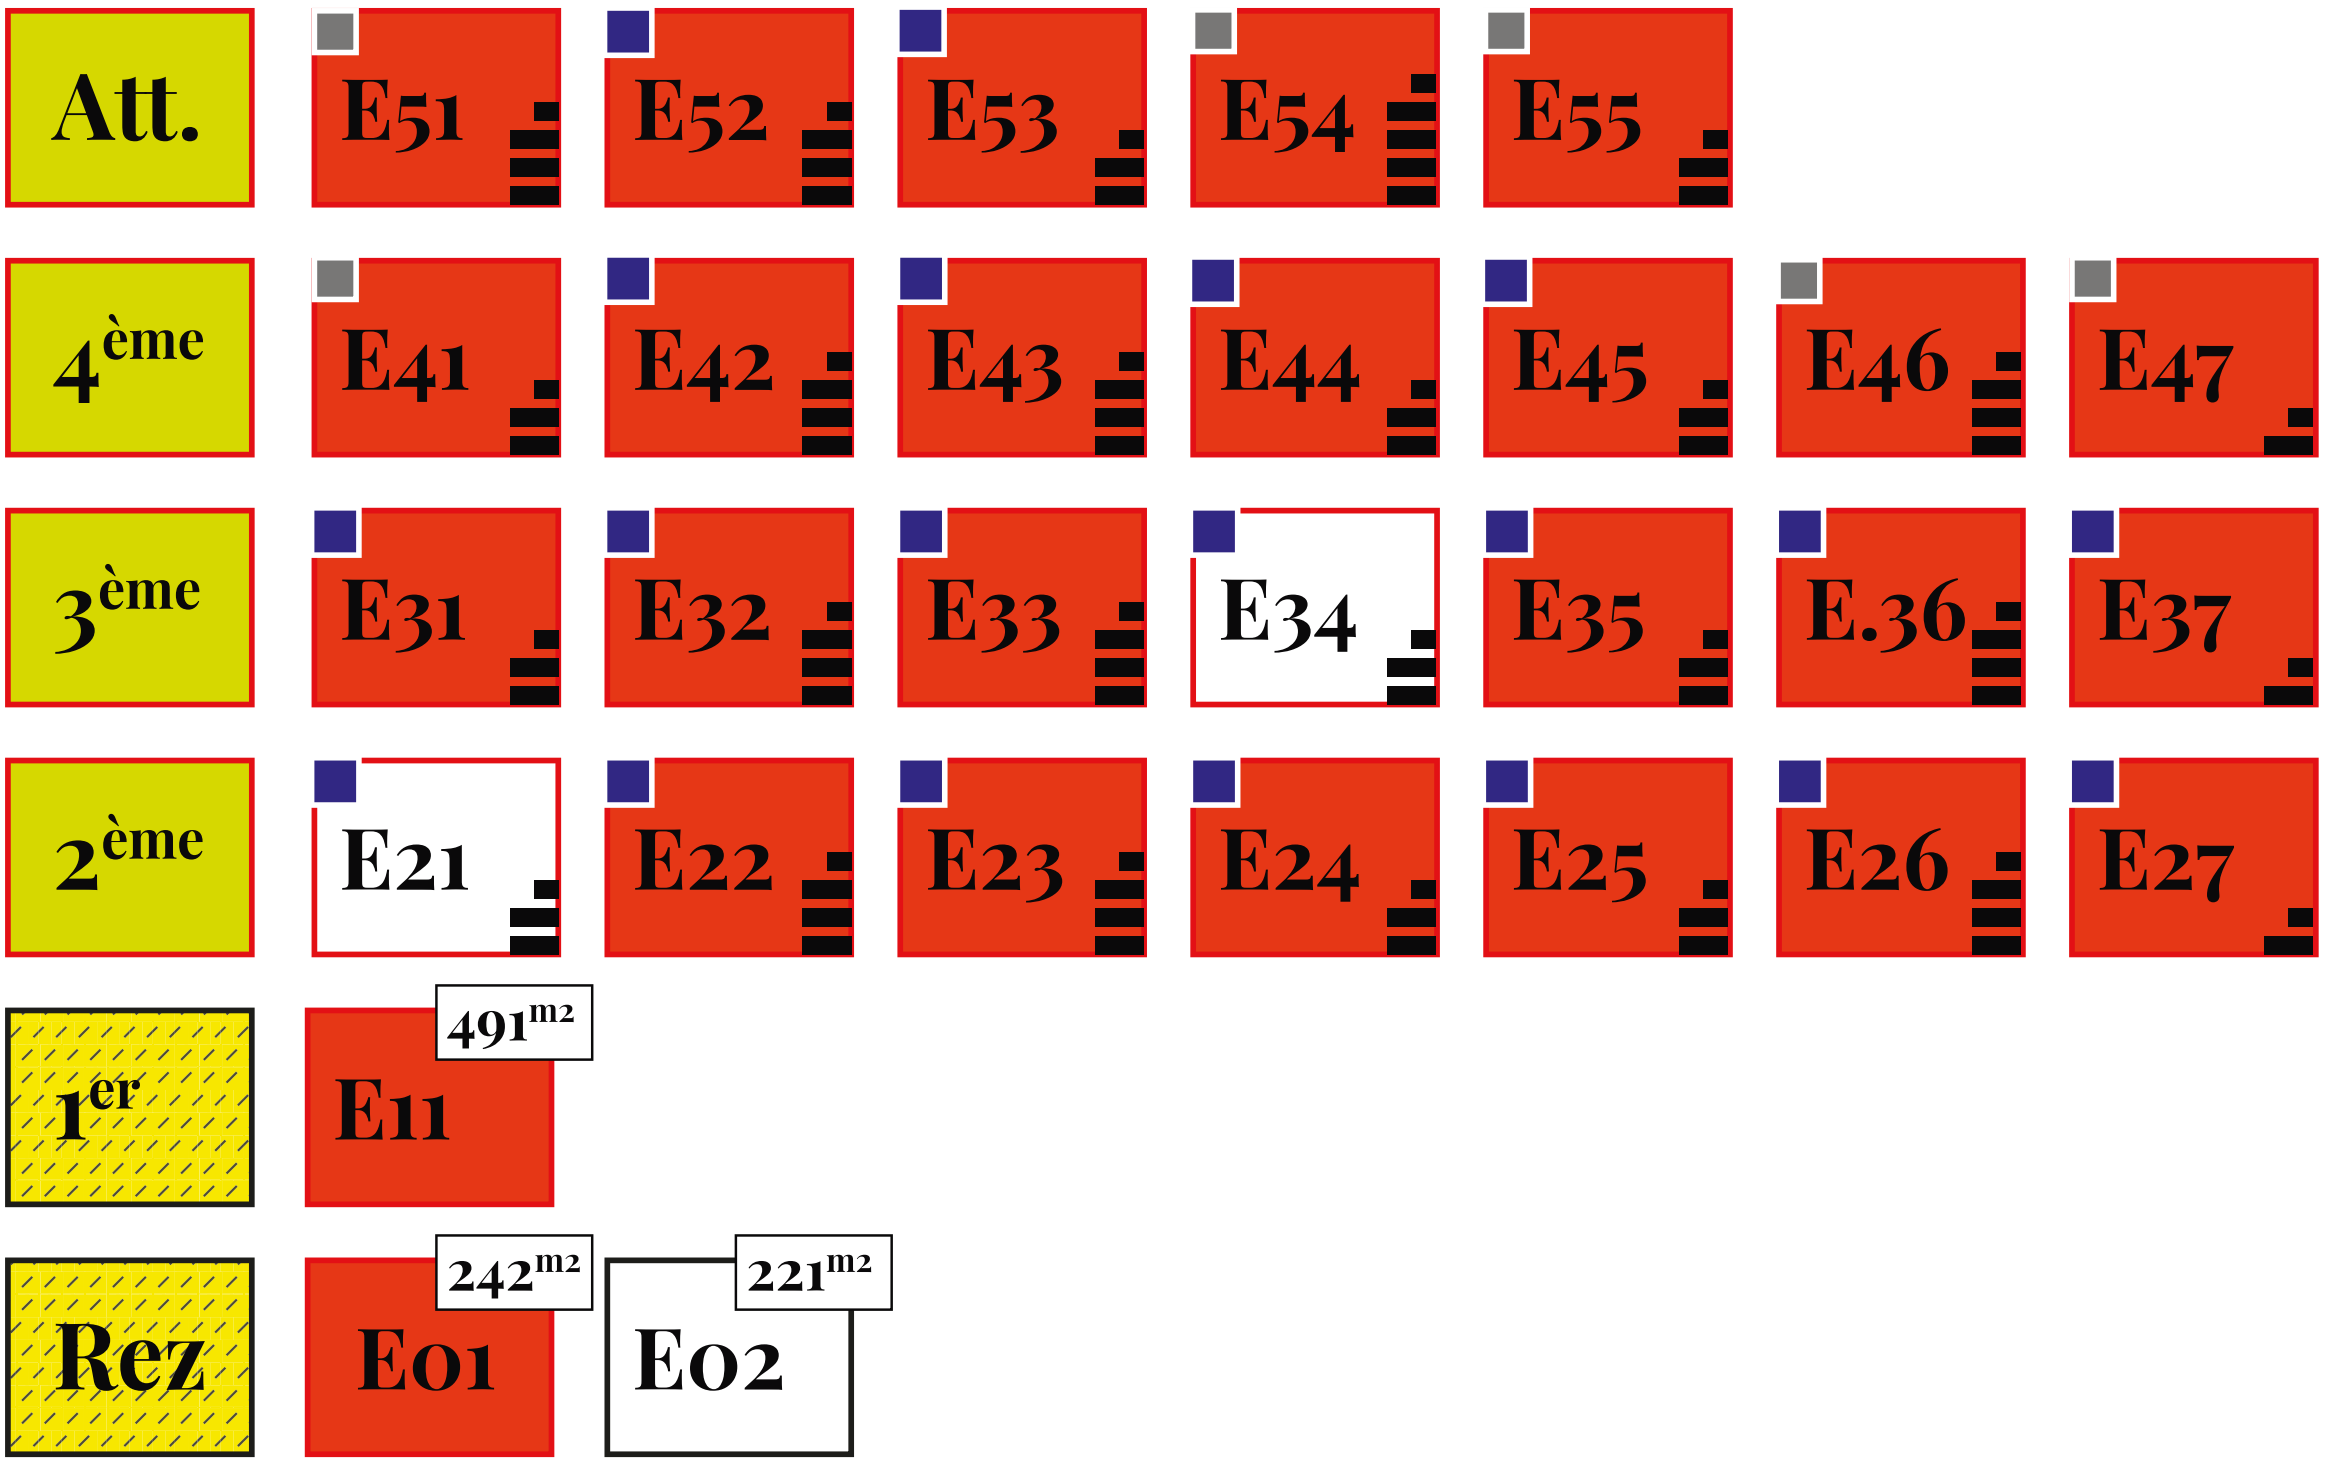 Att. E51 E52 E53 E54 E55
4ème E41 E42 E43 E44 E45 E46 E47
3ème E31 E32 E33 E34 E35 E.36 E37
2ème E21 E22 E23 E24 E25 E26 E27
491m2
1er E11
242m2 221m2
Rez E01 E02